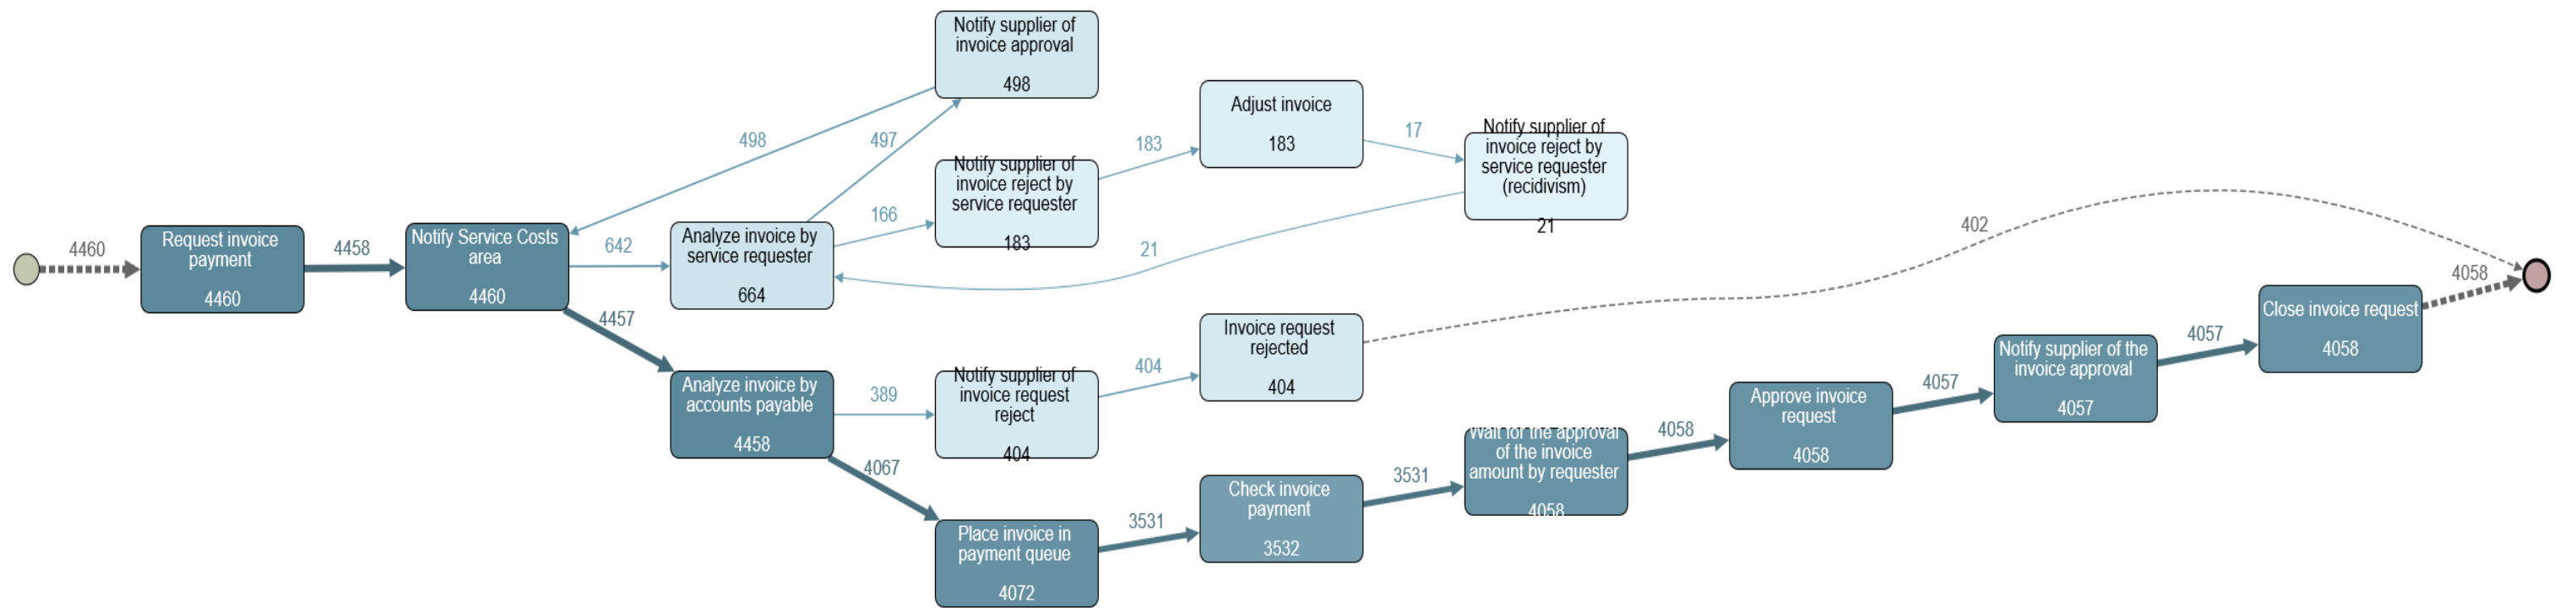 4460
Request invoice
payment
4460
4458
Notify Service Costs
area
4460
498
642
4457
Analyze invoice by
service requester
664
497
166
Notify supplier of
invoice approval
498
Notify supplier of
invoice reject by
service requester
183
183
Adjust invoice
183
17
Notify supplier of
invoice reject by
service requester
(recidivism)
21
21
Analyze invoice by
accounts payable
4458
389
4067
Notify supplier of
invoice request
reject
404
404
Invoice request
rejected
404
402
Place invoice in
payment queue
4072
3531
Check invoice
payment
3532
3531
Wait for the approval
of the invoice
amount by requester
4058
4058
Approve invoice
request
4058
4057
Notify supplier of the
invoice approval
4057
4057
Close invoice request
4058
4058